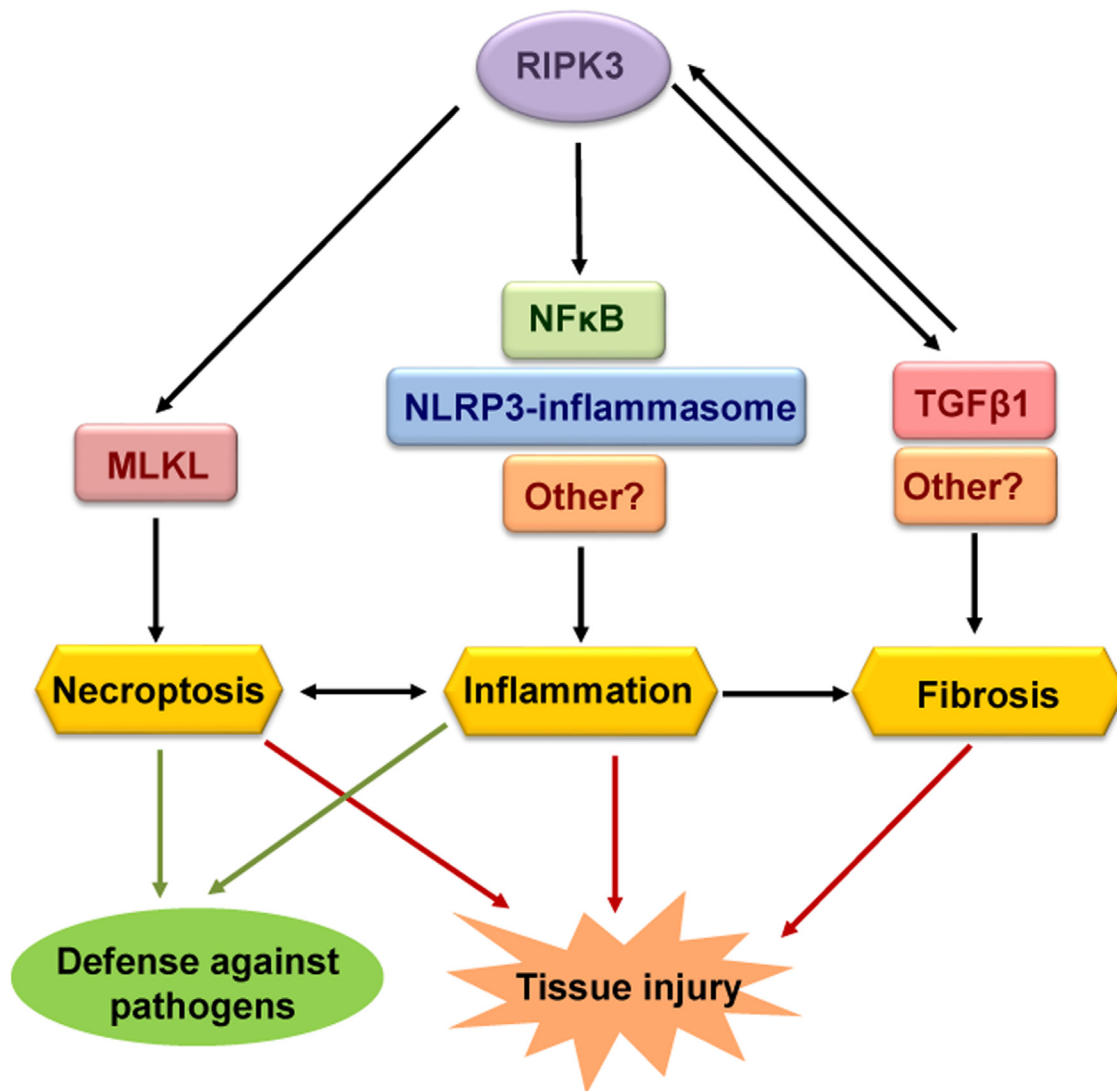 RIPK3
NFκB
NLRP3-inflammasome
TGFβ1
MLKL
Other?
Other?
Necroptosis
Inflammation
Fibrosis
Defense against
pathogens
Tissue injury